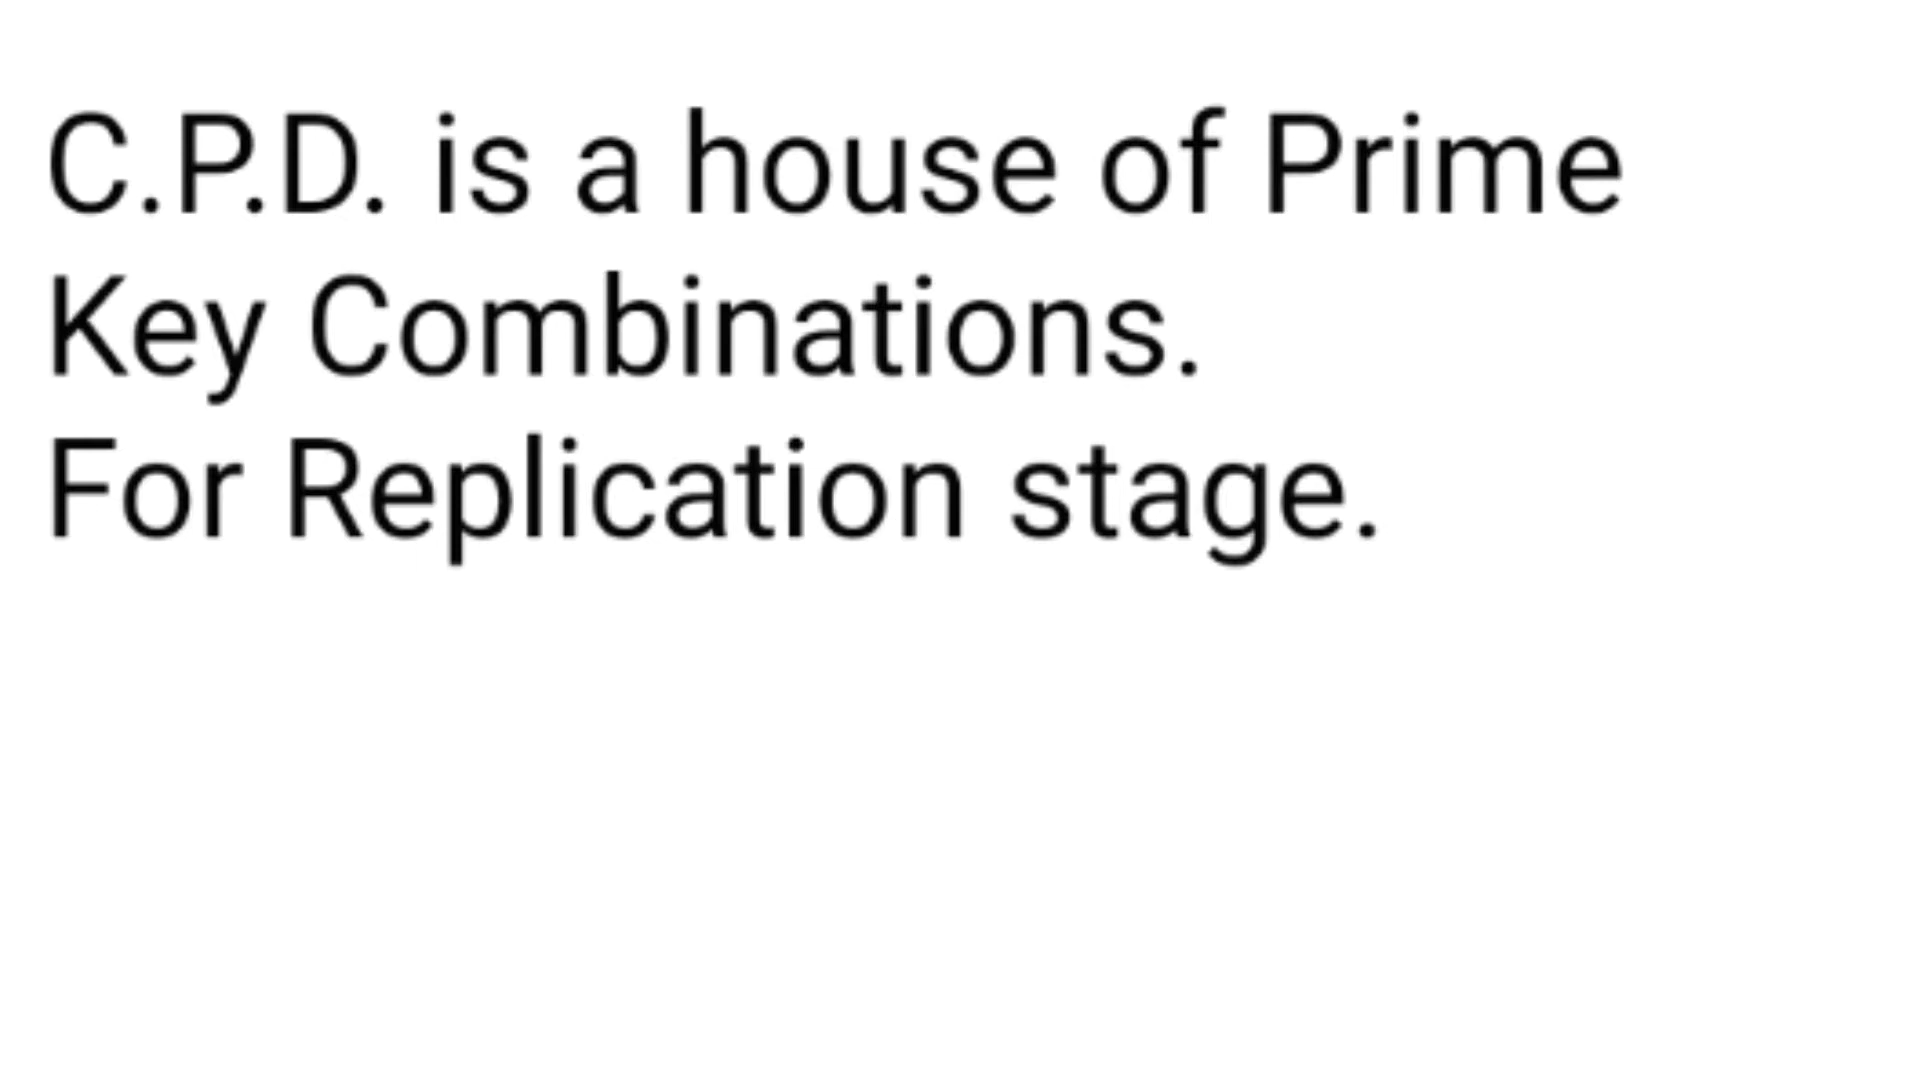 C.P.D. is a house of Prime
Key Combinations.
For Replication stage.